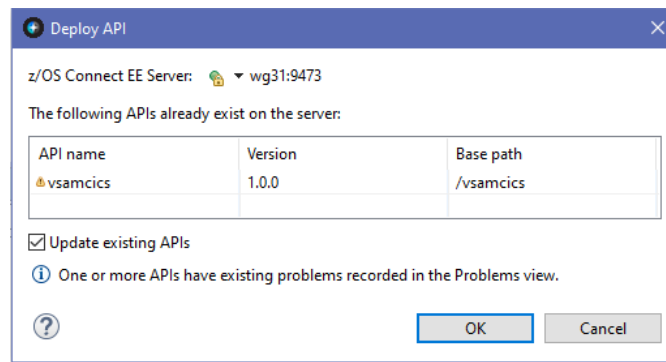 Deploy API
z/OS Connect EE Server: wg31:9473
The following APIs already exist on the server:
API name Version Base path
vsamcics 1.0.0 /vsamcics
Update existing APIs
One or more APIs have existing problems recorded in the Problems view.
OK Cancel